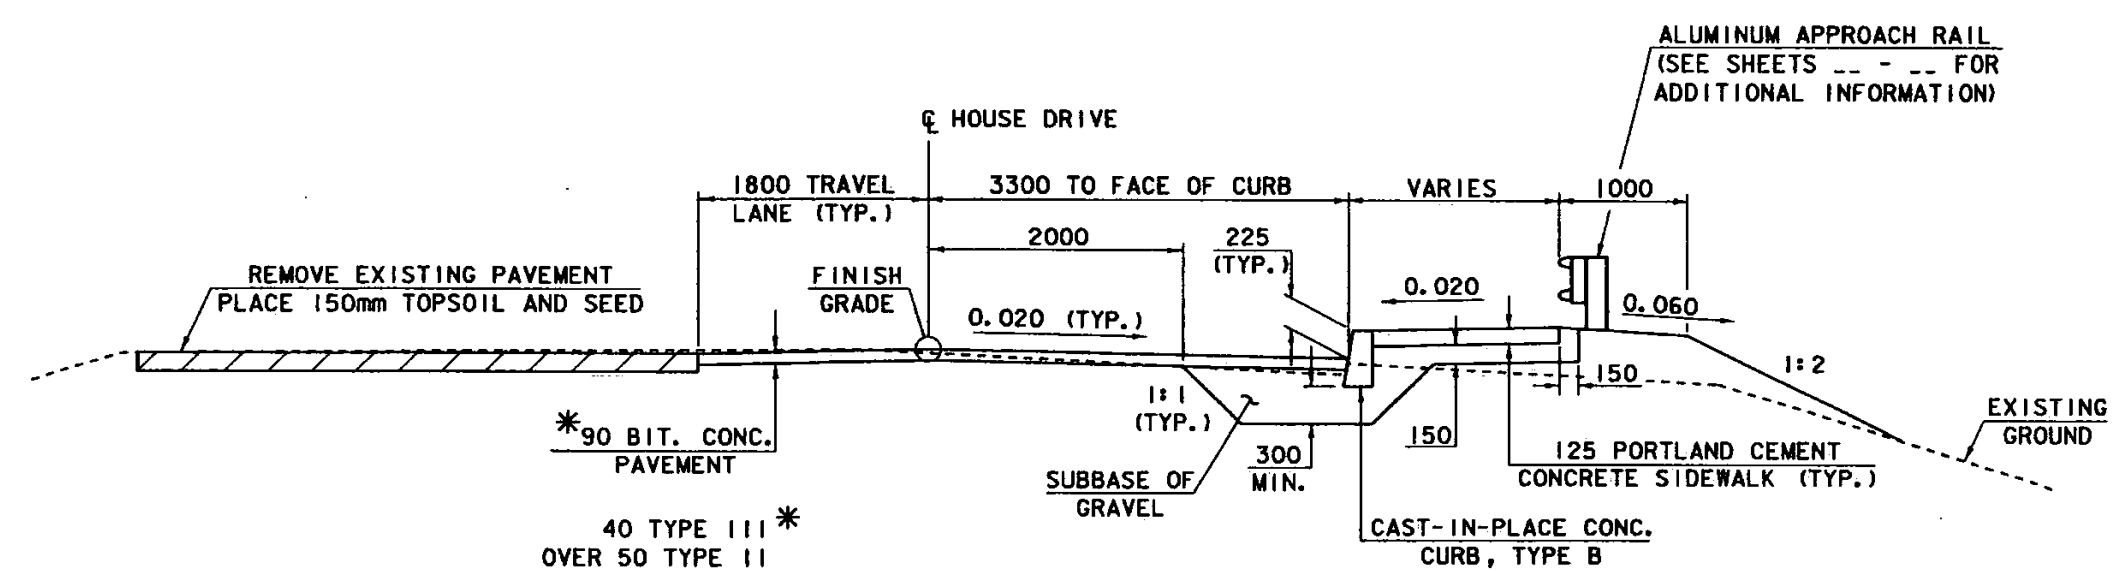 ALUMINUM APPROACH RAIL
(SEE SHEETS __ - __ FOR
ADDITIONAL INFORMATION)
℄ HOUSE DRIVE
1800 TRAVEL
LANE (TYP.)
3300 TO FACE OF CURB
VARIES
1000
2000
225
(TYP.)
REMOVE EXISTING PAVEMENT
PLACE 150mm TOPSOIL AND SEED
FINISH
GRADE
0.020 (TYP.)
0.020
0.060
1:2
1:1
(TYP.)
150
EXISTING
GROUND
*90 BIT. CONC.
PAVEMENT
300
MIN.
150
125 PORTLAND CEMENT
CONCRETE SIDEWALK (TYP.)
SUBBASE OF
GRAVEL
40 TYPE III*
OVER 50 TYPE II
CAST-IN-PLACE CONC.
CURB, TYPE B